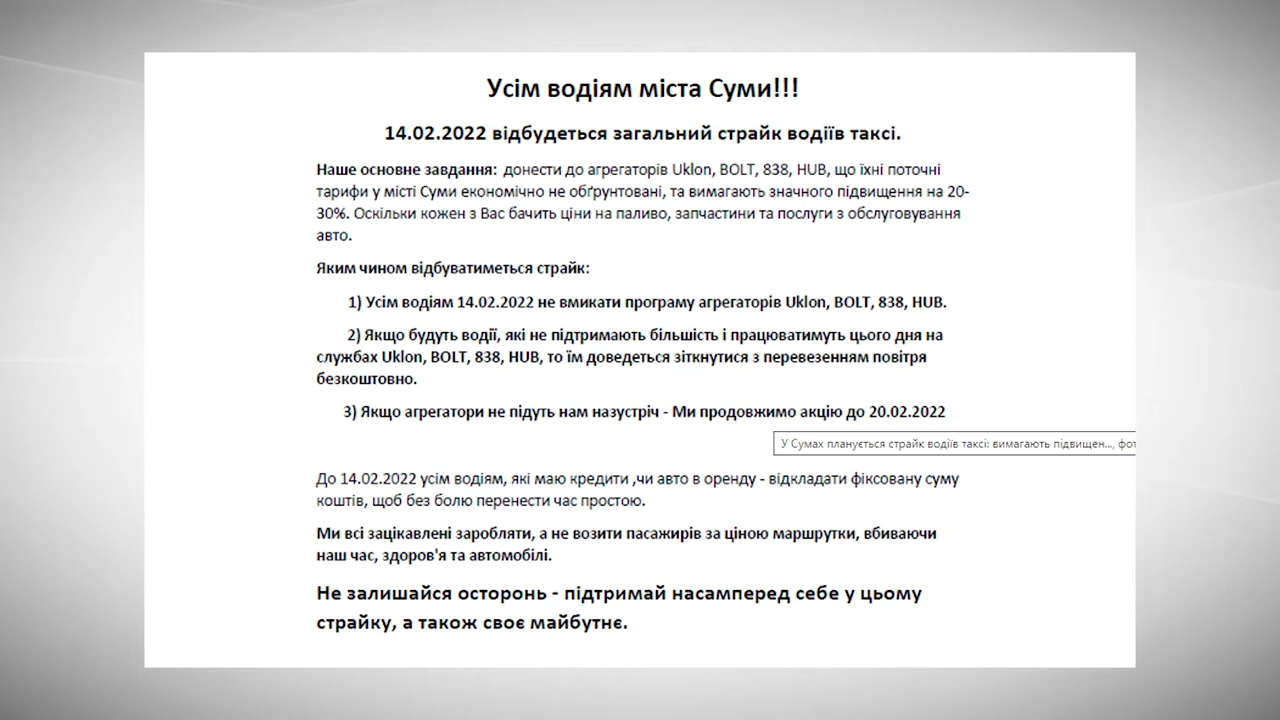 Усім водіям міста Суми!!!
14.02.2022 відбудеться загальний страйк водіїв таксі.
Наше основне завдання: донести до агрегаторів Uklon, BOLT, 838, HUB, що їхні поточні
тарифи у місті Суми економічно не обґрунтовані, та вимагають значного підвищення на 20-
30%. Оскільки кожен з Вас бачить ціни на паливо, запчастини та послуги з обслуговування
авто.
Яким чином відбуватиметься страйк:
1) Усім водіям 14.02.2022 не вмикати програму агрегаторів Uklon, BOLT, 838, HUB.
2) Якщо будуть водії, які не підтримають більшість і працюватимуть цього дня на
службах Uklon, BOLT, 838, HUB, то їм доведеться зіткнутися з перевезенням повітря
безкоштовно.
3) Якщо агрегатори не підуть нам назустріч - Ми продовжимо акцію до 20.02.2022
У Сумах планується страйк водіїв таксі: вимагають підвищен..., фот
До 14.02.2022 усім водіям, які маю кредити ,чи авто в оренду - відкладати фіксовану суму
коштів, щоб без болю перенести час простою.
Ми всі зацікавлені заробляти, а не возити пасажирів за ціною маршрутки, вбиваючи
наш час, здоров'я та автомобілі.
Не залишайся осторонь - підтримай насамперед себе у цьому
страйку, а також своє майбутнє.